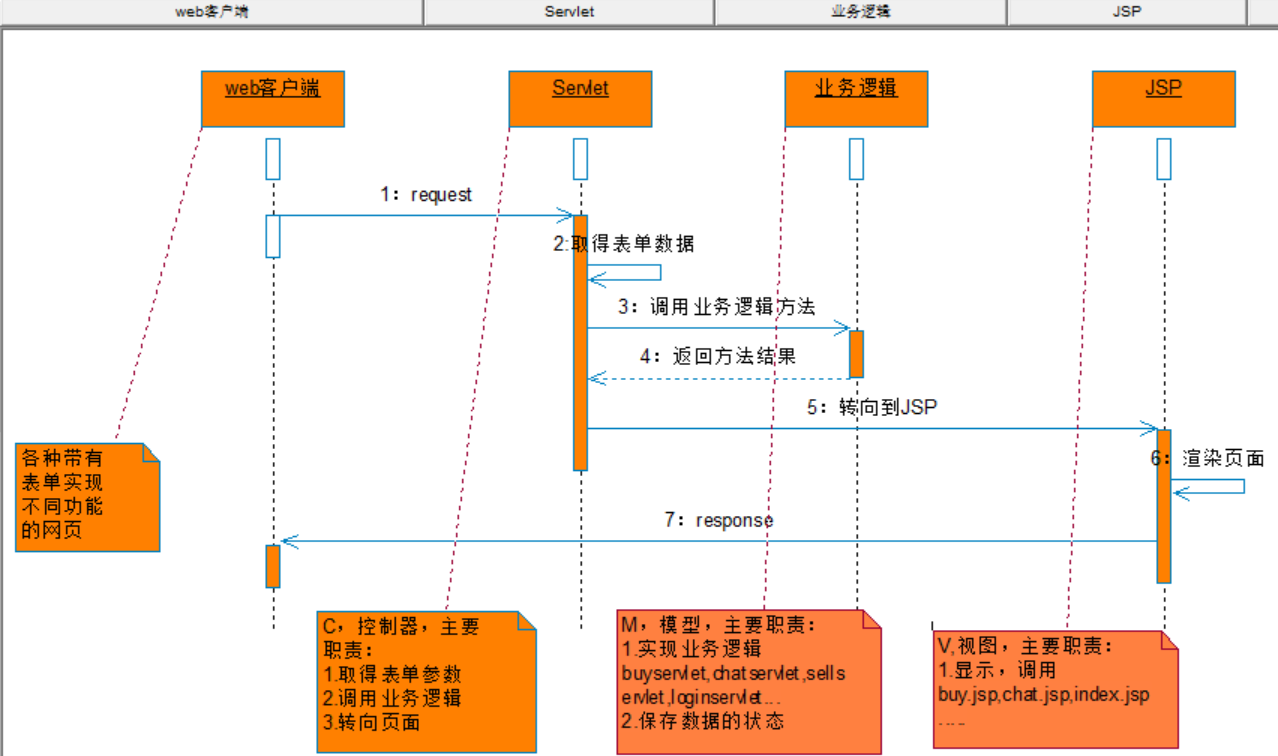 web客户端
Servlet
业务逻辑
JSP
web客户端
Servlet
业务逻辑
JSP
1：request
2:取得表单数据
3：调用业务逻辑方法
4：返回方法结果
5：转向到JSP
6：渲染页面
7：response
各种带有
表单实现
不同功能
的网页
C，控制器，主要
职责：
1.取得表单参数
2.调用业务逻辑
3.转向页面
M，模型，主要职责：
1.实现业务逻辑
buyservlet,chatservlet,sells
ervlet,loginservlet...
2.保存数据的状态
V,视图，主要职责：
1.显示，调用
buy.jsp,chat.jsp,index.jsp
....